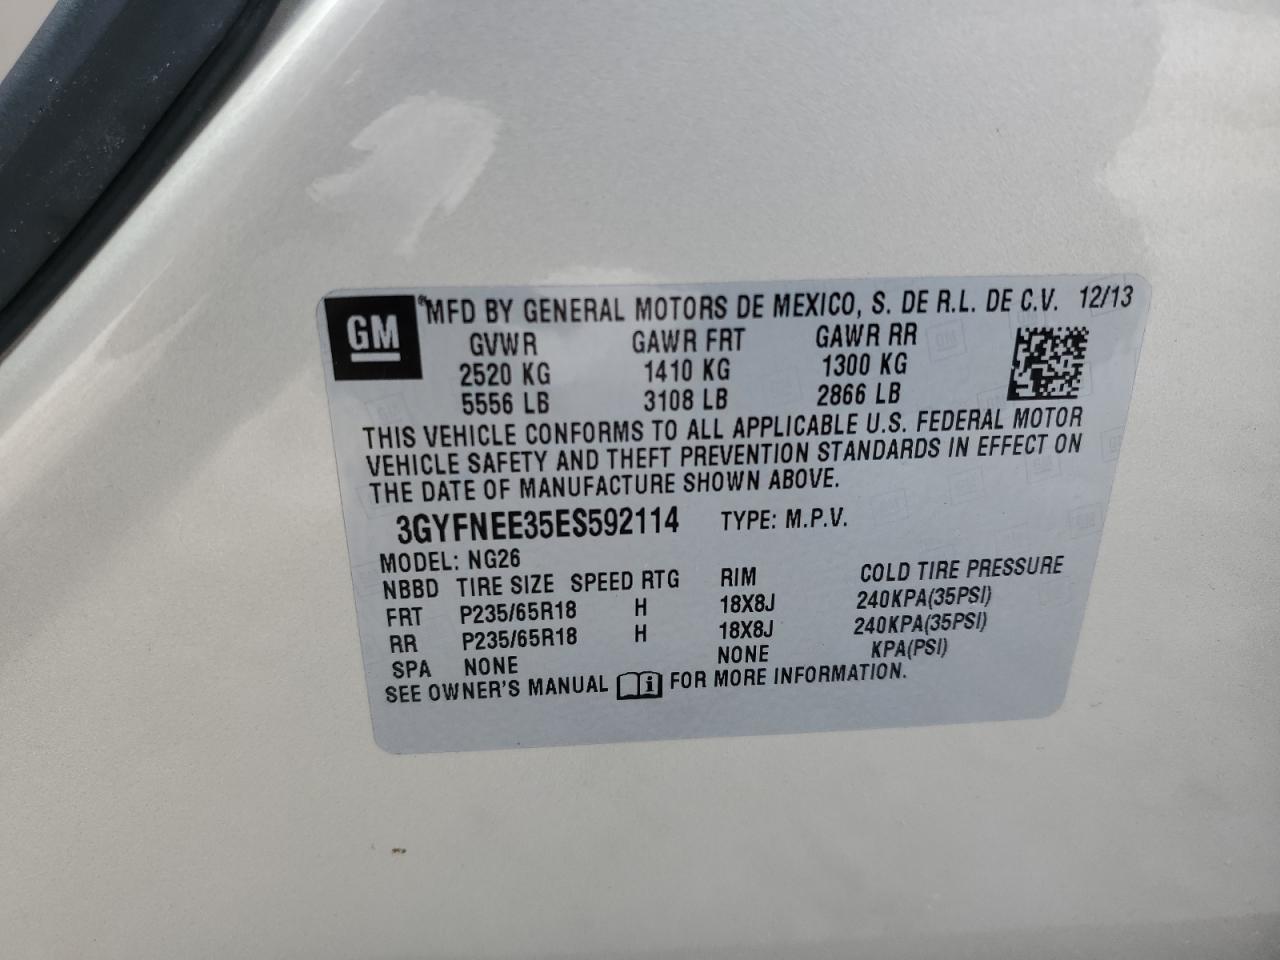 GM ®MFD BY GENERAL MOTORS DE MEXICO, S. DE R.L. DE C.V. 12/13
GVWR GAWR FRT GAWR RR
2520 KG 1410 KG 1300 KG
5556 LB 3108 LB 2866 LB
THIS VEHICLE CONFORMS TO ALL APPLICABLE U.S. FEDERAL MOTOR
VEHICLE SAFETY AND THEFT PREVENTION STANDARDS IN EFFECT ON
THE DATE OF MANUFACTURE SHOWN ABOVE.
3GYFNEE35ES592114 TYPE: M.P.V.
MODEL: NG26
NBBD TIRE SIZE SPEED RTG RIM COLD TIRE PRESSURE
FRT P235/65R18 H 18X8J 240KPA(35PSI)
RR P235/65R18 H 18X8J 240KPA(35PSI)
SPA NONE NONE KPA(PSI)
SEE OWNER'S MANUAL i FOR MORE INFORMATION.